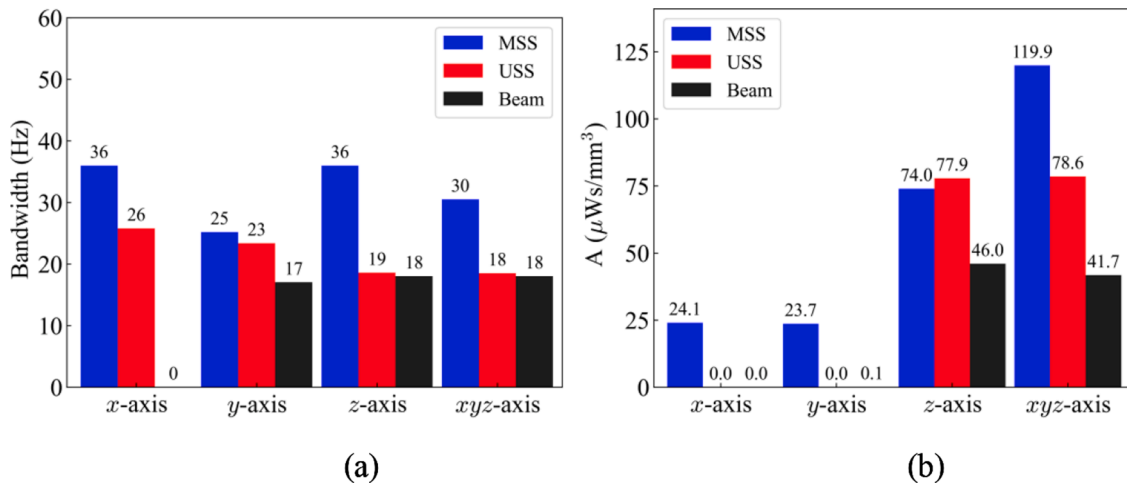 60
50
40
30
20
10
0
Bandwidth (Hz)
MSS
USS
Beam
36
26
0
25
23
17
36
19
18
30
18
18
x-axis
y-axis
z-axis
xyz-axis
(a)
125
100
75
50
25
0
A (μWs/mm³)
MSS
USS
Beam
24.1
0.0
0.0
23.7
0.0
0.1
74.0
77.9
46.0
119.9
78.6
41.7
x-axis
y-axis
z-axis
xyz-axis
(b)